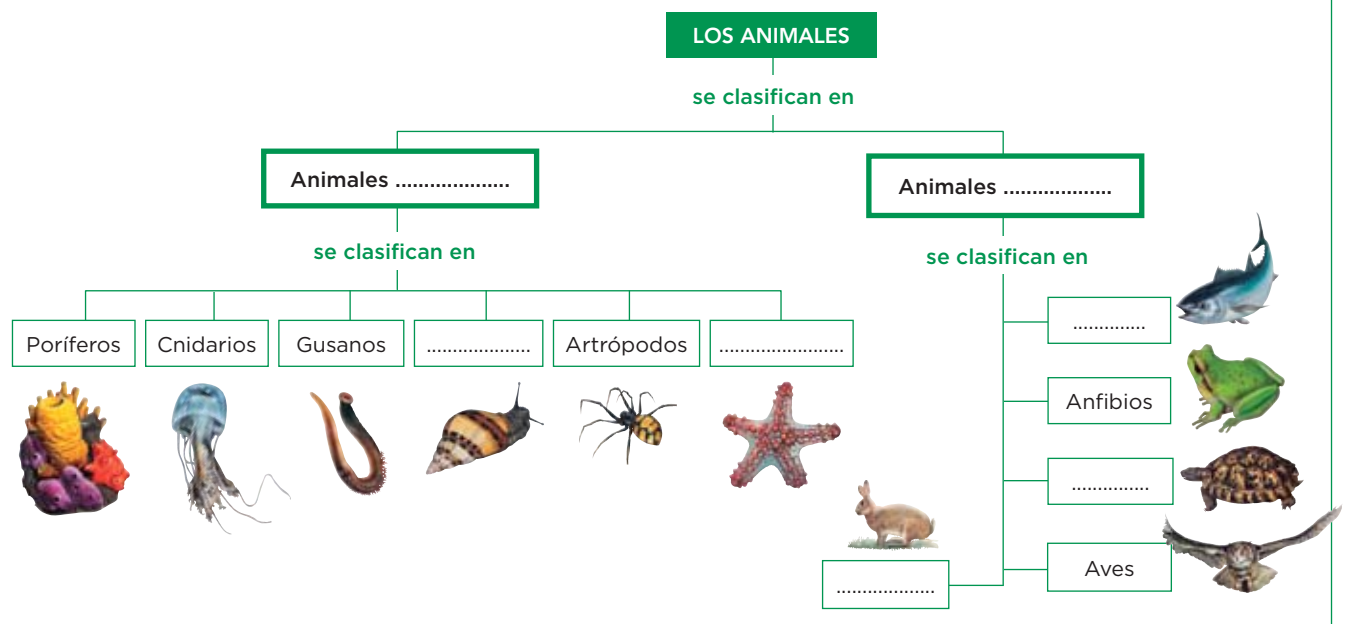 LOS ANIMALES
se clasifican en
Animales ....................
Animales ...................
se clasifican en
se clasifican en
Poríferos
Cnidarios
Gusanos
...................
Artrópodos
.......................
..............
Anfibios
...............
Aves
..................